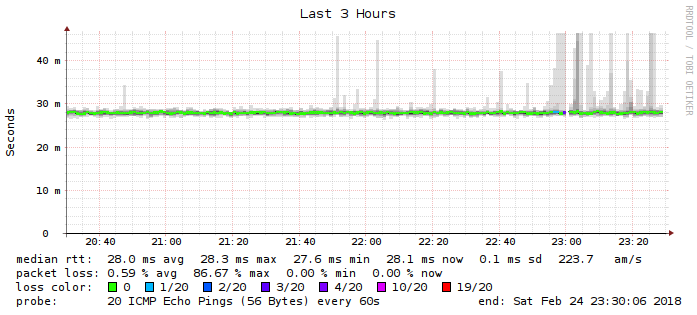 Last 3 Hours
RRDTOOL / TOBI OETIKER
Seconds
40 m
30 m
20 m
10 m
0
20:40 21:00 21:20 21:40 22:00 22:20 22:40 23:00 23:20
median rtt: 28.0 ms avg 28.3 ms max 27.6 ms min 28.1 ms now 0.1 ms sd 223.7 am/s
packet loss: 0.59 % avg 86.67 % max 0.00 % min 0.00 % now
loss color: 0 1/20 2/20 3/20 4/20 10/20 19/20
probe: 20 ICMP Echo Pings (56 Bytes) every 60s end: Sat Feb 24 23:30:06 2018